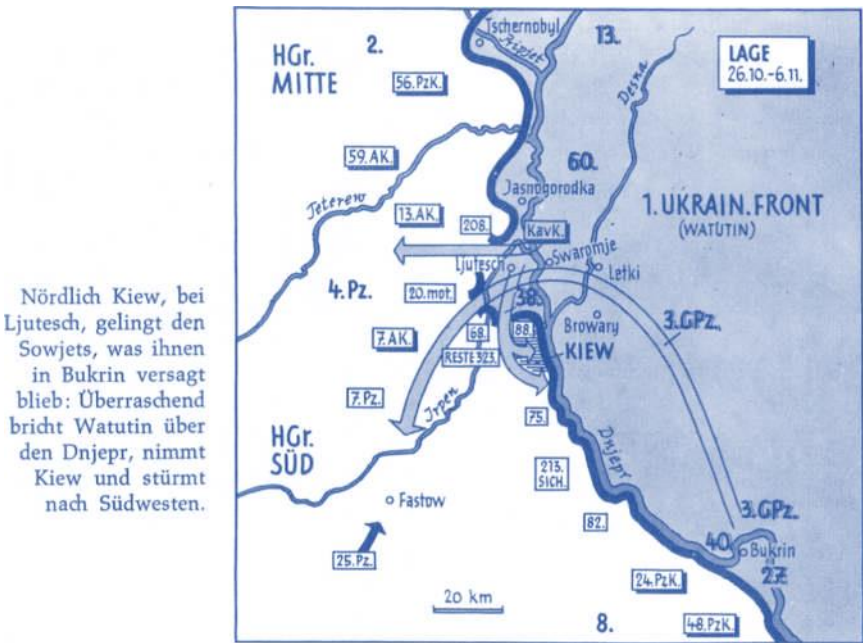 Nördlich Kiew, bei
Ljutesch, gelingt den
Sowjets, was ihnen
in Bukrin versagt
blieb: Überraschend
bricht Watutin über
den Dnjepr, nimmt
Kiew und stürmt
nach Südwesten.
Tschernobyl
Pripjet
13.
LAGE
26.10.-6.11.
HGr.
MITTE
2.
56.PzK.
Desna
59.AK.
60.
Jasnogorodka
Teterew
13.AK.
208.
KavK.
1.UKRAIN.FRONT
(WATUTIN)
Ljutesch
Swaromje
Letki
4.Pz.
20.mot.
38.
3.GPz.
7.AK.
68.
88.
Browary
RESTE 323.
KIEW
7.Pz.
Irpen
75.
HGr.
SÜD
Dnjepr
213.
SICH.
Fastow
82.
3.GPz.
40.
Bukrin
25.Pz.
27.
24.PzK.
20 km
8.
48.PzK.